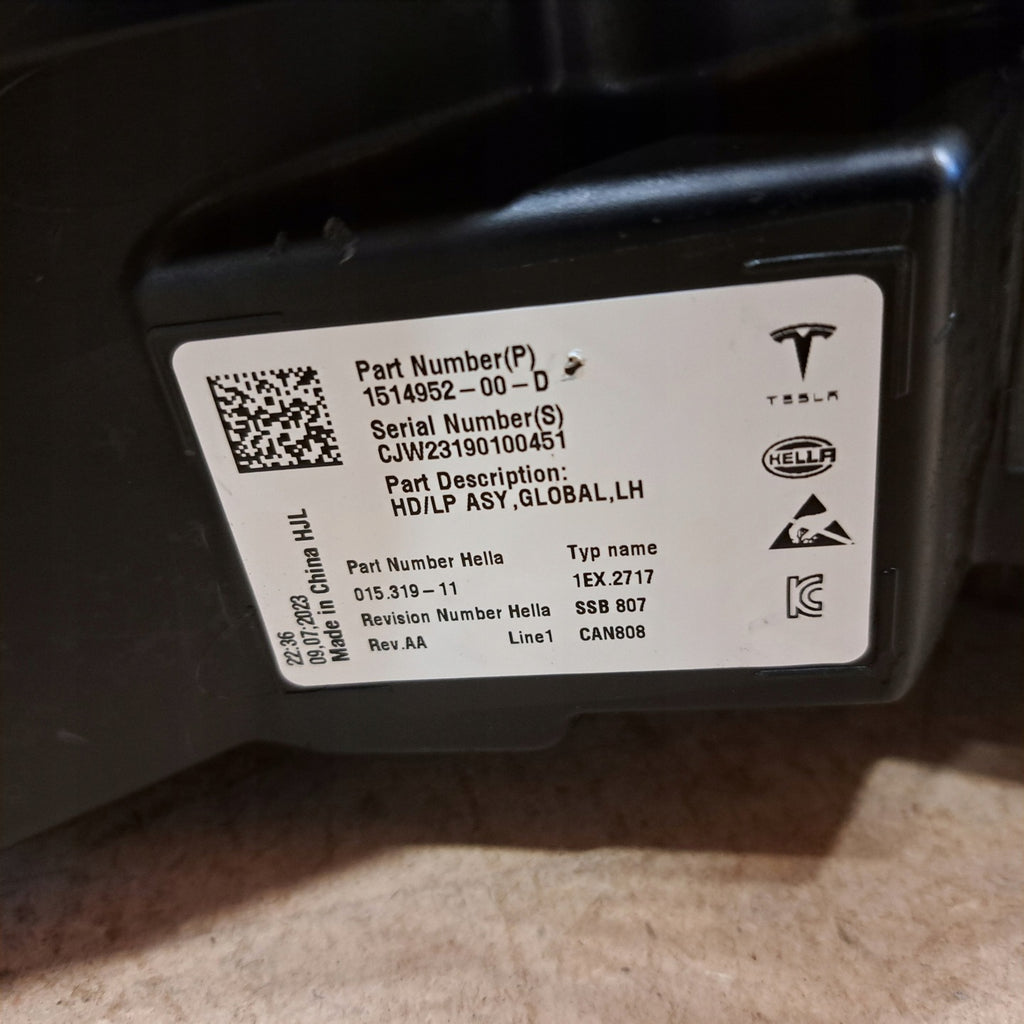 Part Number(P)
1514952-00-D
Serial Number(S)
CJW23190100451
Part Description:
HD/LP ASY,GLOBAL,LH
Part Number Hella
015.319-11
Revision Number Hella
Rev.AA
Line1
Typ name
1EX.2717
SSB 807
CAN808
22:36
09,07,2023
Made in China HJL
TESLA
HELLA
KC